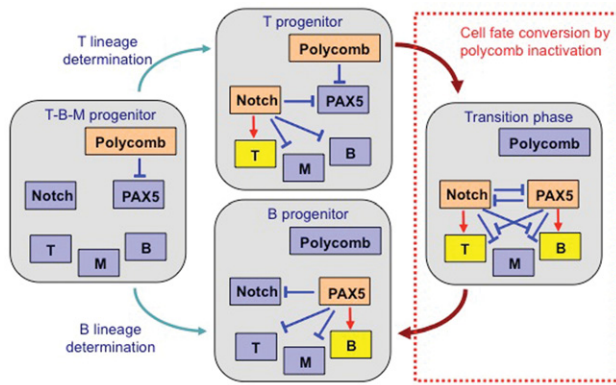 T lineage
determination
T progenitor
Polycomb
Notch
PAX5
T
M
B
Cell fate conversion by
polycomb inactivation
T-B-M progenitor
Polycomb
Notch
PAX5
T
M
B
Transition phase
Polycomb
Notch
PAX5
T
M
B
B progenitor
Polycomb
Notch
PAX5
T
M
B
B lineage
determination